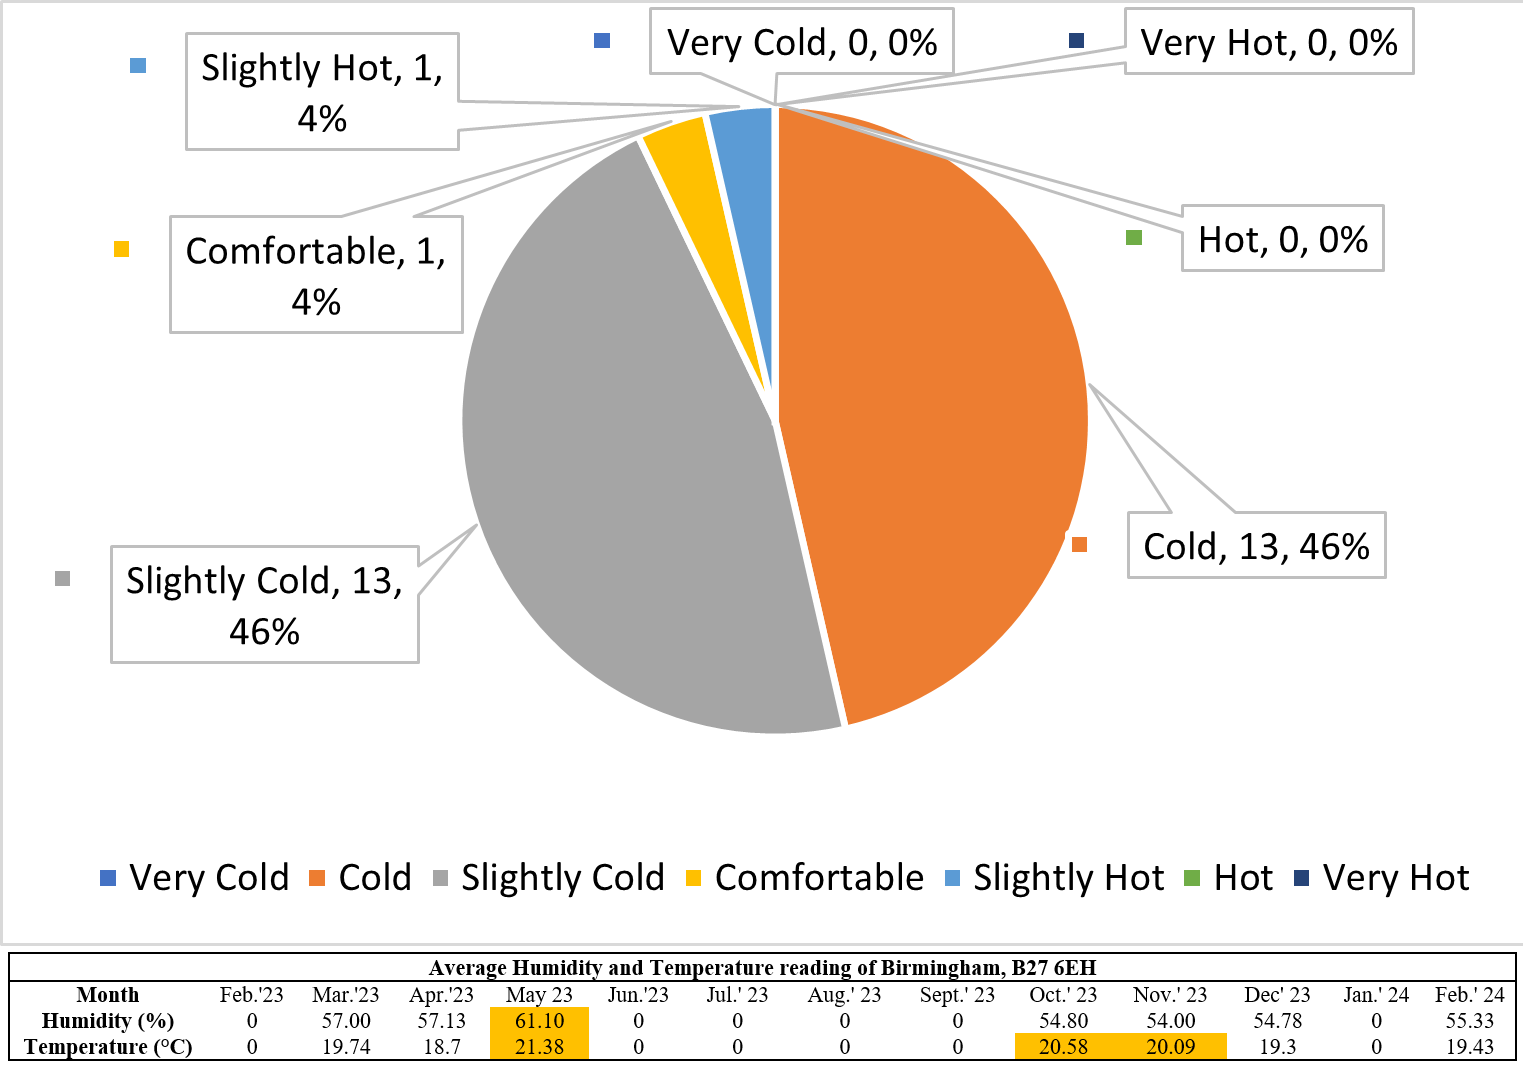 Very Cold, 0, 0%
Very Hot, 0, 0%
Slightly Hot, 1,
4%
Comfortable, 1,
4%
Hot, 0, 0%
Cold, 13, 46%
Slightly Cold, 13,
46%
Very Cold Cold Slightly Cold Comfortable Slightly Hot Hot Very Hot
Average Humidity and Temperature reading of Birmingham, B27 6EH
Month Feb.'23 Mar.'23 Apr.'23 May 23 Jun.'23 Jul.' 23 Aug.' 23 Sept.' 23 Oct.' 23 Nov.' 23 Dec' 23 Jan.' 24 Feb.' 24
Humidity (%) 0 57.00 57.13 61.10 0 0 0 0 54.80 54.00 54.78 0 55.33
Temperature (°C) 0 19.74 18.7 21.38 0 0 0 0 20.58 20.09 19.3 0 19.43